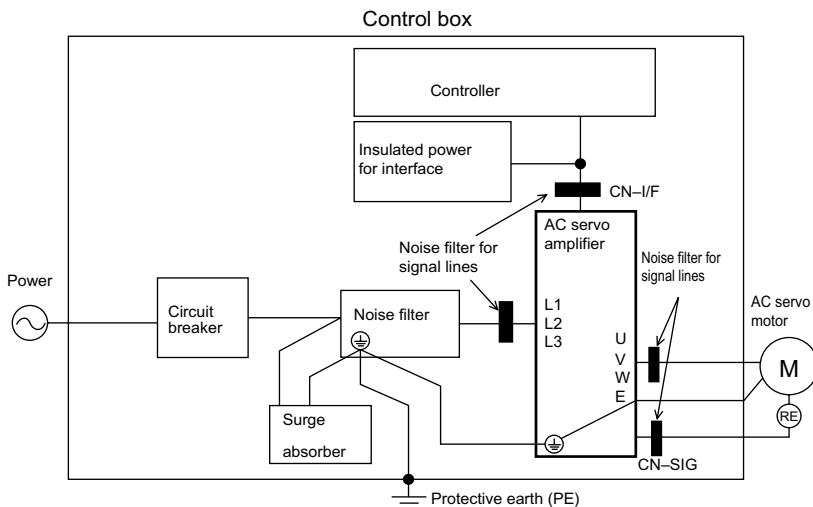 Control box
Controller
Insulated power
for interface
CN–I/F
AC servo
amplifier
Noise filter for
signal lines
Noise filter for
signal lines
Power
Circuit
breaker
Noise filter
L1
L2
L3
U
V
W
E
AC servo
motor
M
RE
Surge
absorber
CN–SIG
Protective earth (PE)